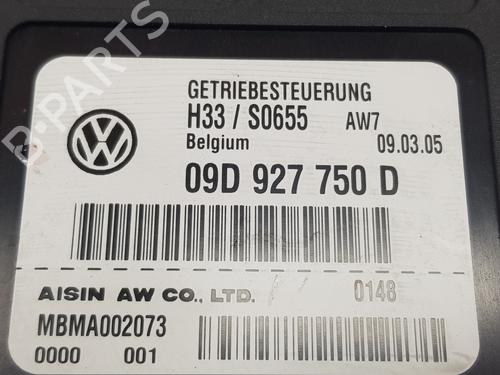 GETRIEBESTEUERUNG
H33 / S0655 AW7
Belgium 09.03.05
09D 927 750 D
AISIN AW CO., LTD. 0148
MBMA002073
0000 001
B-PARTS